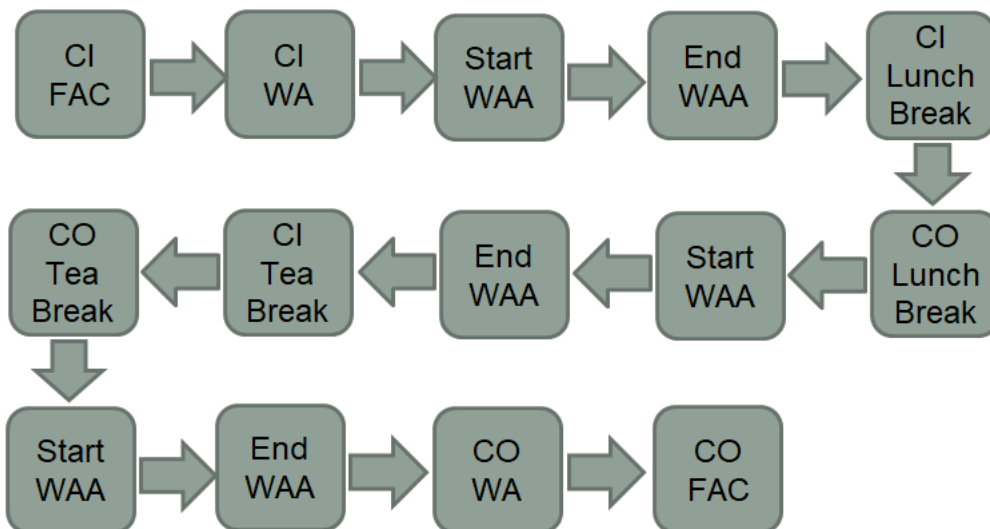 CI
FAC
CI
WA
Start
WAA
End
WAA
CI
Lunch
Break
CO
Lunch
Break
Start
WAA
End
WAA
CI
Tea
Break
CO
Tea
Break
Start
WAA
End
WAA
CO
WA
CO
FAC